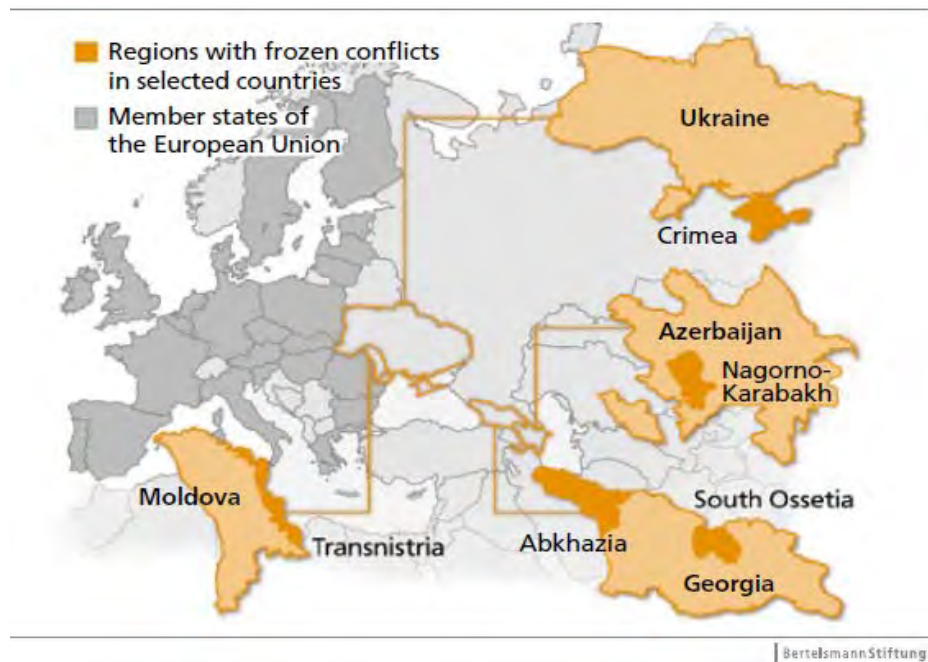 Regions with frozen conflicts
in selected countries
Member states of
the European Union
Ukraine
Crimea
Azerbaijan
Nagorno-
Karabakh
Moldova
Transnistria
South Ossetia
Abkhazia
Georgia
BertelsmannStiftung